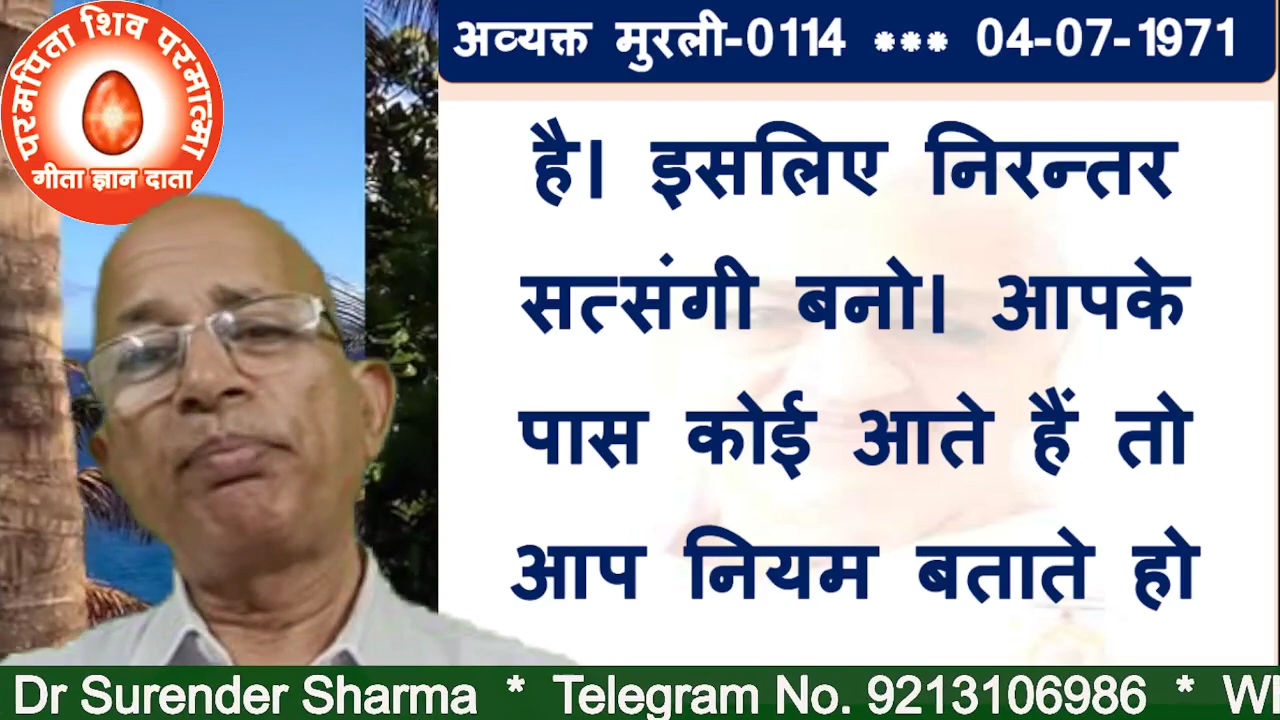 परमपिता शिव परमात्मा
गीता ज्ञान दाता
अव्यक्त मुरली-0114 *** 04-07-1971
है। इसलिए निरन्तर
सत्संगी बनो। आपके
पास कोई आते हैं तो
आप नियम बताते हो
Dr Surender Sharma * Telegram No. 9213106986 *